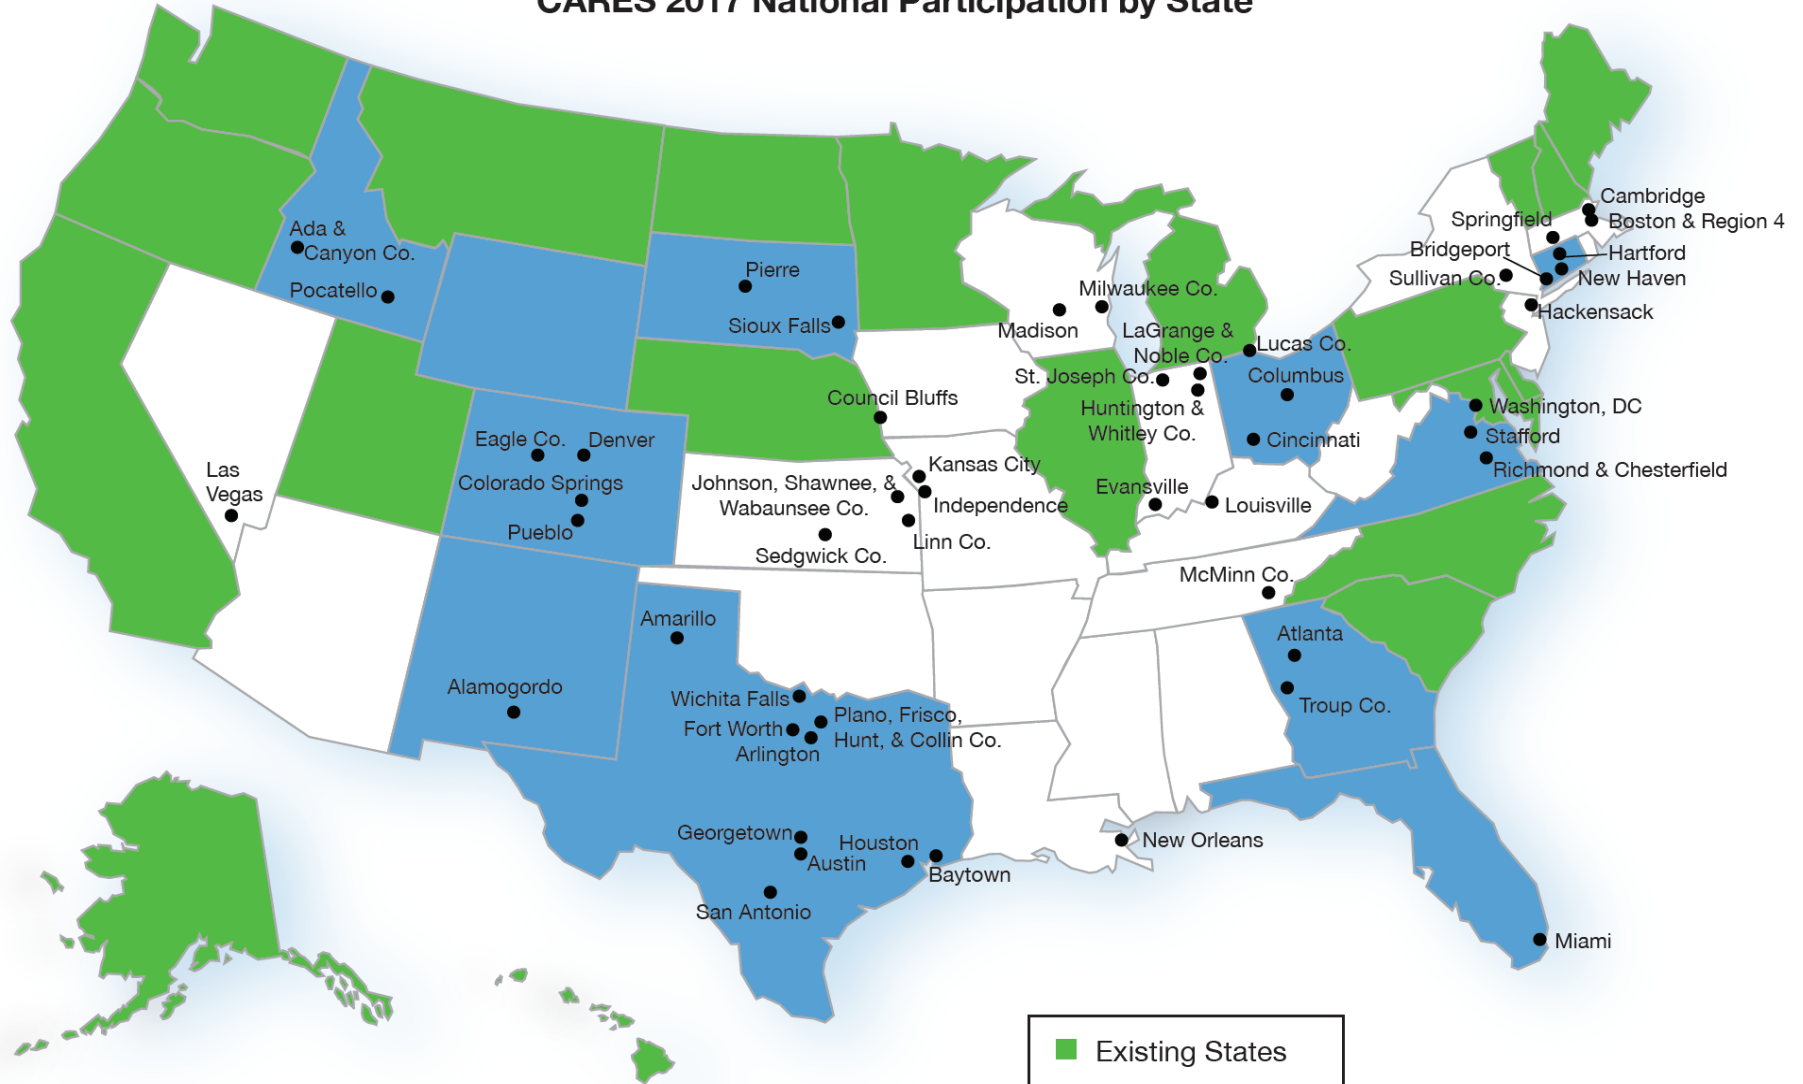 CARES 2017 National Participation by State
Ada &
Canyon Co.
Pocatello
Pierre
Sioux Falls
Las
Vegas
Eagle Co.
Denver
Colorado Springs
Pueblo
Council Bluffs
Johnson, Shawnee, &
Wabaunsee Co.
Sedgwick Co.
Kansas City
Independence
Linn Co.
Madison
Milwaukee Co.
LaGrange &
Noble Co.
St. Joseph Co.
Huntington &
Whitley Co.
Evansville
Louisville
Lucas Co.
Columbus
Cincinnati
Cambridge
Boston & Region 4
Springfield
Bridgeport
Hartford
Sullivan Co.
New Haven
Hackensack
Washington, DC
Stafford
Richmond & Chesterfield
McMinn Co.
Atlanta
Troup Co.
Amarillo
Alamogordo
Wichita Falls
Fort Worth
Arlington
Plano, Frisco,
Hunt, & Collin Co.
Georgetown
Austin
Houston
Baytown
San Antonio
New Orleans
Miami
Existing States